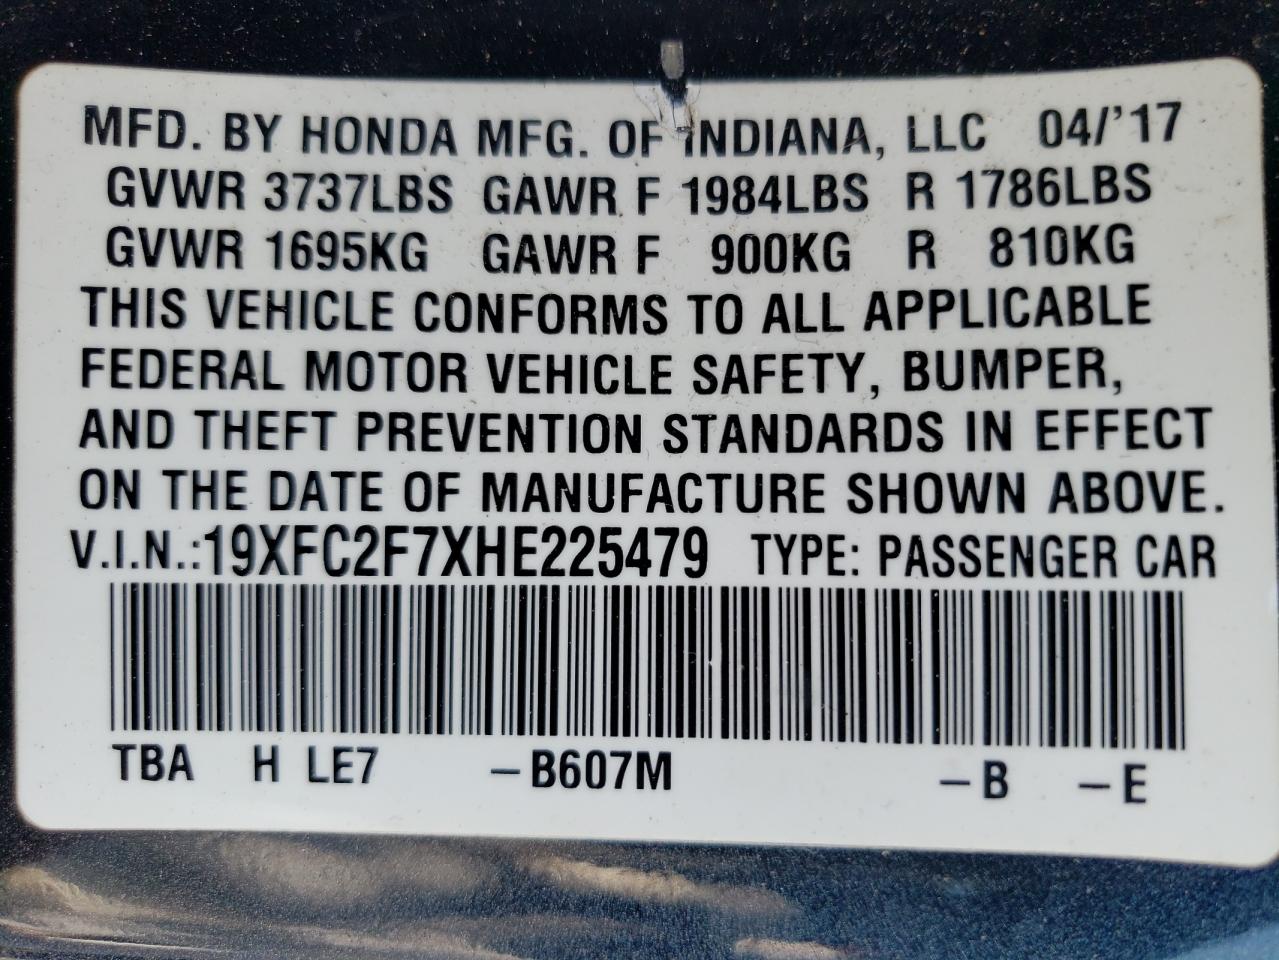 MFD. BY HONDA MFG. OF INDIANA, LLC 04/'17
GVWR 3737LBS GAWR F 1984LBS R 1786LBS
GVWR 1695KG GAWR F 900KG R 810KG
THIS VEHICLE CONFORMS TO ALL APPLICABLE
FEDERAL MOTOR VEHICLE SAFETY, BUMPER,
AND THEFT PREVENTION STANDARDS IN EFFECT
ON THE DATE OF MANUFACTURE SHOWN ABOVE.
V.I.N.:19XFC2F7XHE225479 TYPE: PASSENGER CAR
TBA H LE7 –B607M –B –E